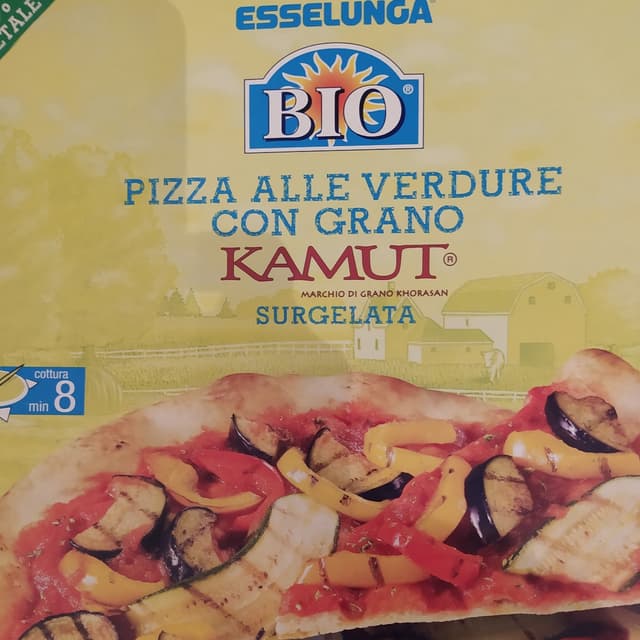 ESSELUNGA®
BIO®
PIZZA ALLE VERDURE
CON GRANO
KAMUT®
MARCHIO DI GRANO KHORASAN
SURGELATA
cottura
min 8